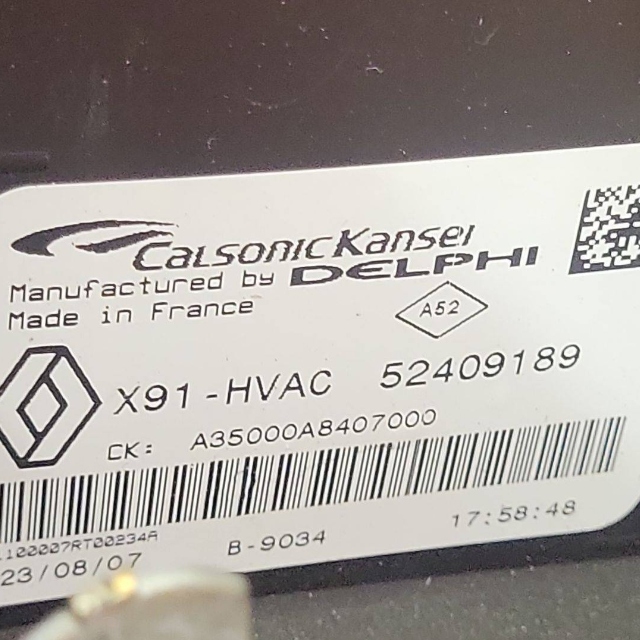 CALSONICKansei
Manufactured by DELPHI
Made in France
A52
X91-HVAC 52409189
CK: A35000A8407000
100007RT00234A
B-9034 17:58:48
23/08/07